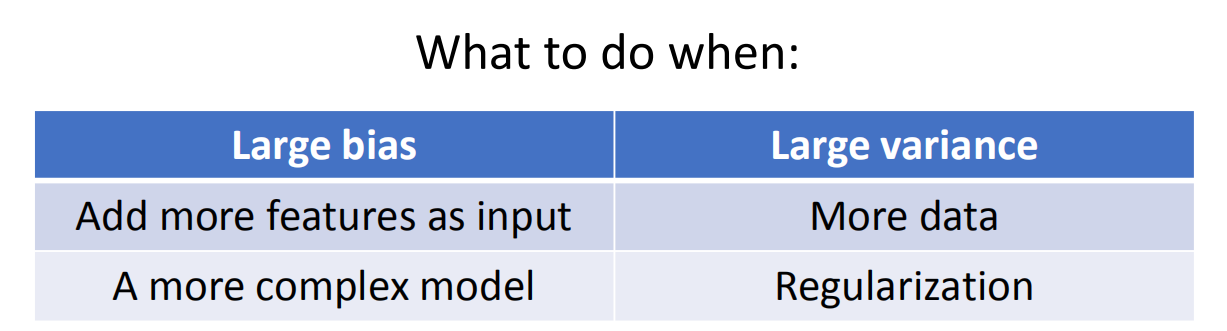 What to do when:
Large bias Large variance
Add more features as input More data
A more complex model Regularization